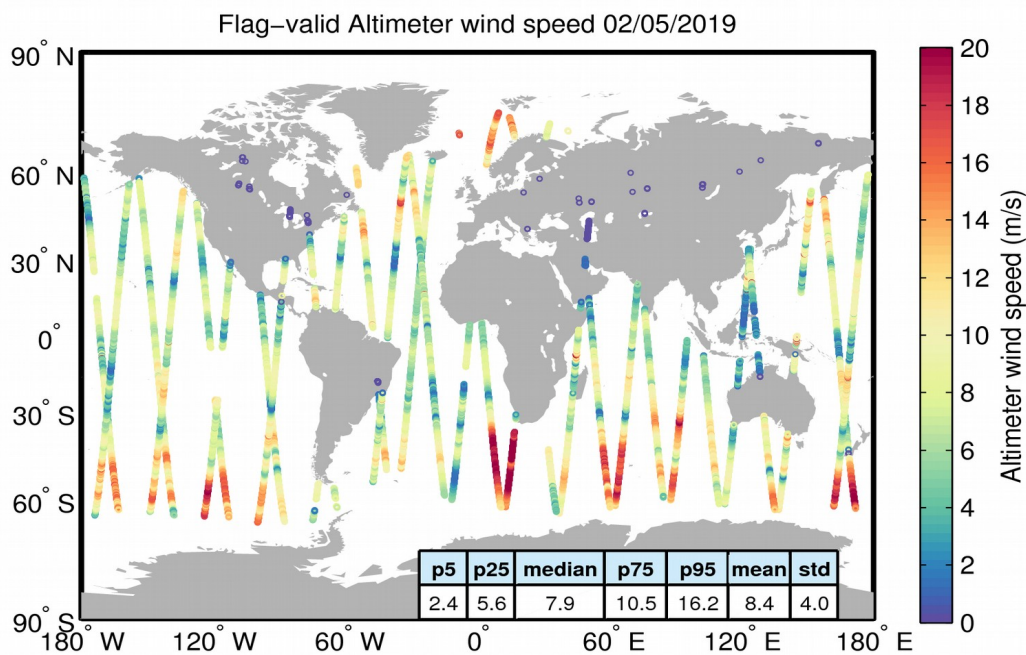 Flag−valid Altimeter wind speed 02/05/2019
90° N
60° N
30° N
0°
30° S
60° S
90° S
180° W
120° W
60° W
0°
60° E
120° E
180° E
20
18
16
14
12
10
8
6
4
2
0
Altimeter wind speed (m/s)
p5 p25 median p75 p95 mean std
2.4 5.6 7.9 10.5 16.2 8.4 4.0